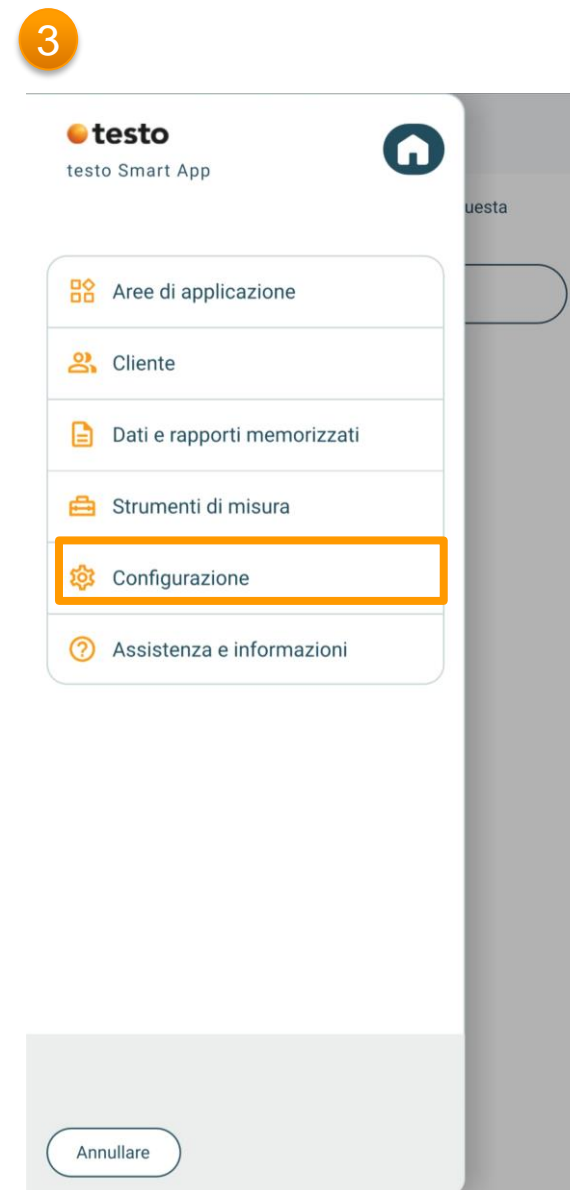 3
testo
testo Smart App
uesta
Aree di applicazione
Cliente
Dati e rapporti memorizzati
Strumenti di misura
Configurazione
Assistenza e informazioni
Annullare